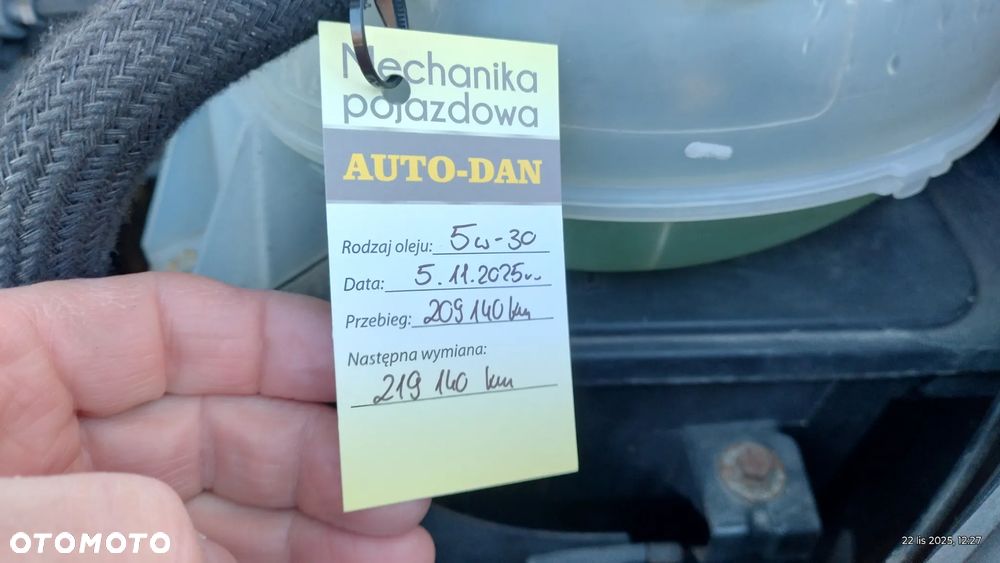 Mechanika
pojazdowa
AUTO-DAN
Rodzaj oleju: 5w-30
Data: 5.11.2025r.
Przebieg: 209 140 km
Następna wymiana:
219 140 km
OTOMOTO
22 lis 2025, 12:27